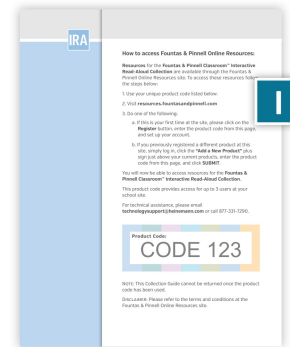 IRA
How to access Fountas & Pinnell Online Resources:
Resources for the Fountas & Pinnell Classroom™ Interactive
Read-Aloud Collection are available through the Fountas &
Pinnell Online Resources site. To access these resources follow
the steps below:
1. Use your unique product code listed below.
2. Visit resources.fountasandpinnell.com
3. Do one of the following:
a. If this is your first time at the site, please click on the
Register button, enter the product code from this page,
and set up your account.
b. If you previously registered a different product at this
site, simply log in, click the "Add a New Product" plus
sign just above your current products, enter the product
code from this page, and click SUBMIT.
You will now be able to access resources for the Fountas &
Pinnell Classroom™ Interactive Read-Aloud Collection.
This product code provides access for up to 3 users at your
school site.
For technical assistance, please email
technologysupport@heinemann.com or call 877-331-7290.
Product Code:
CODE 123
NOTE: This Collection Guide cannot be returned once the product
code has been used.
DISCLAIMER: Please refer to the terms and conditions at the
Fountas & Pinnell Online Resources site.
I